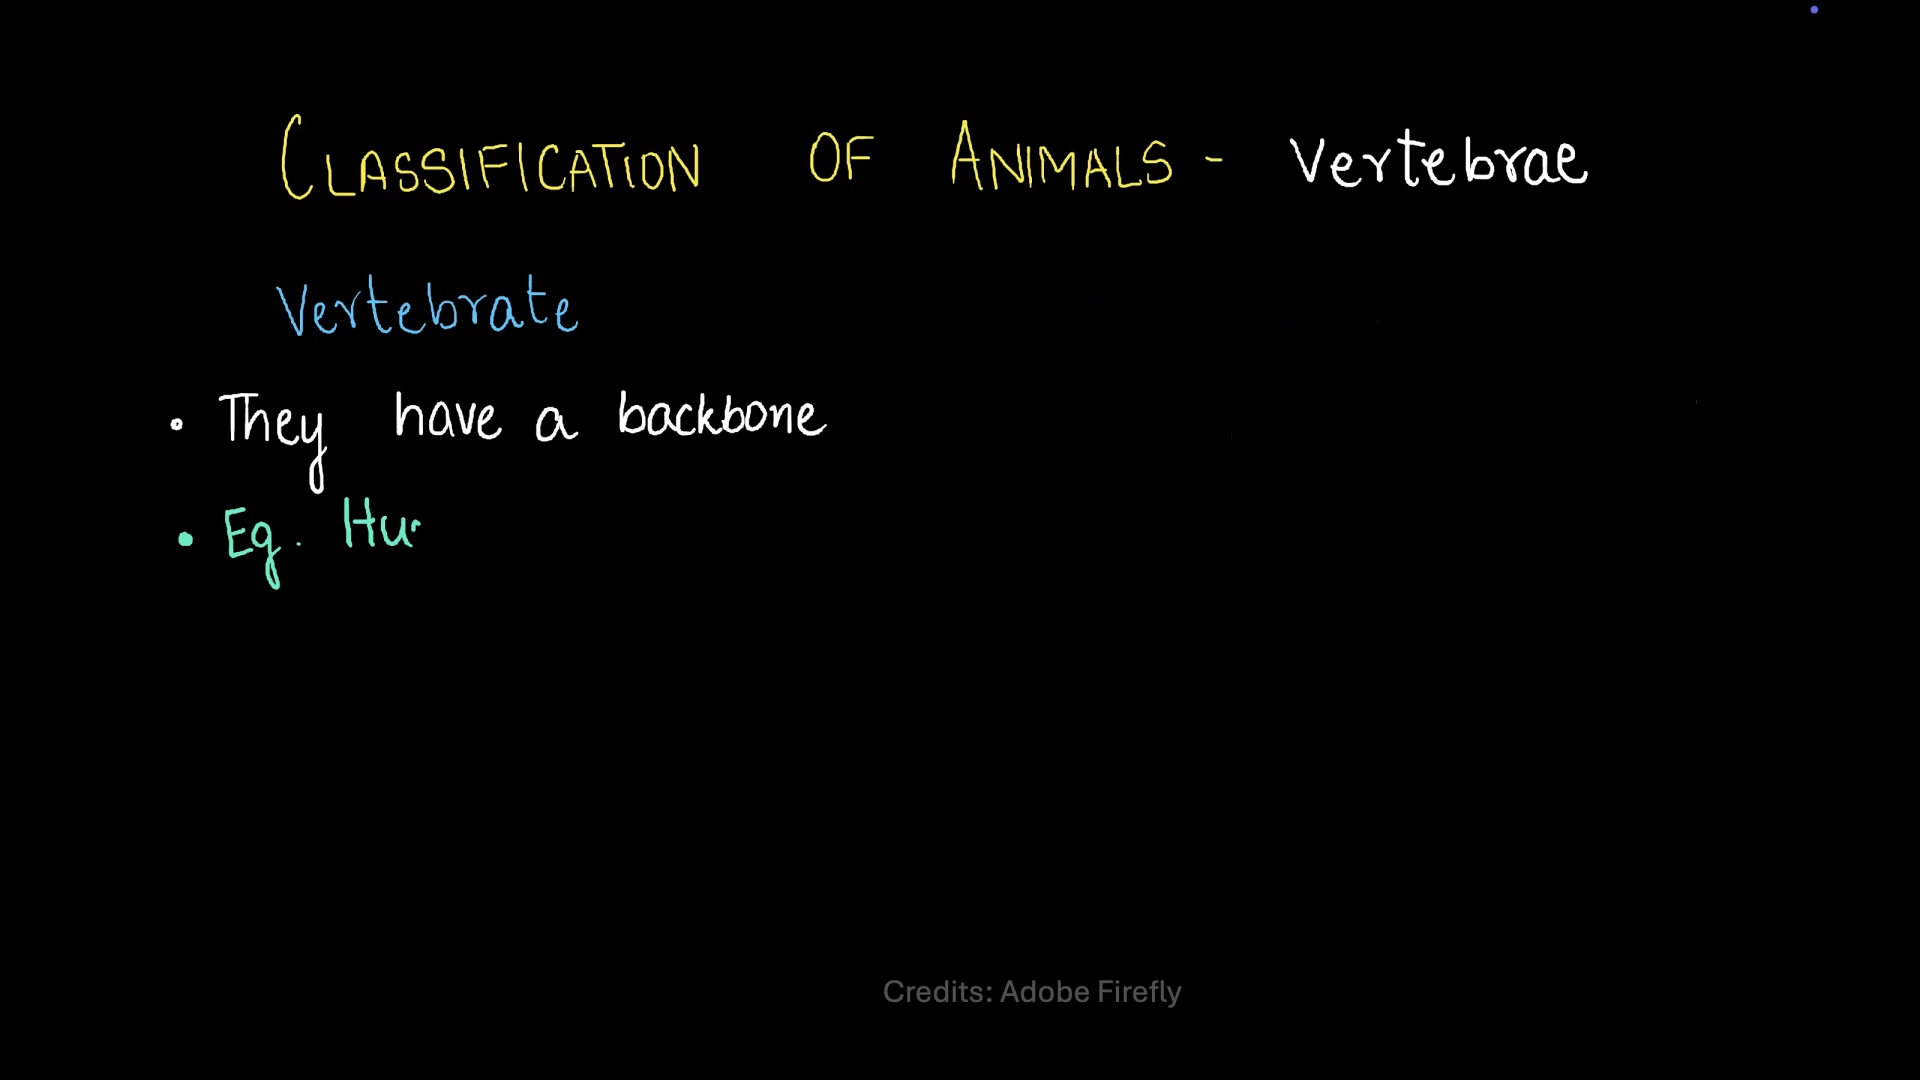 CLASSIFICATION OF ANIMALS - Vertebrae
Vertebrate
• They have a backbone
• Eg. Hu
Credits: Adobe Firefly